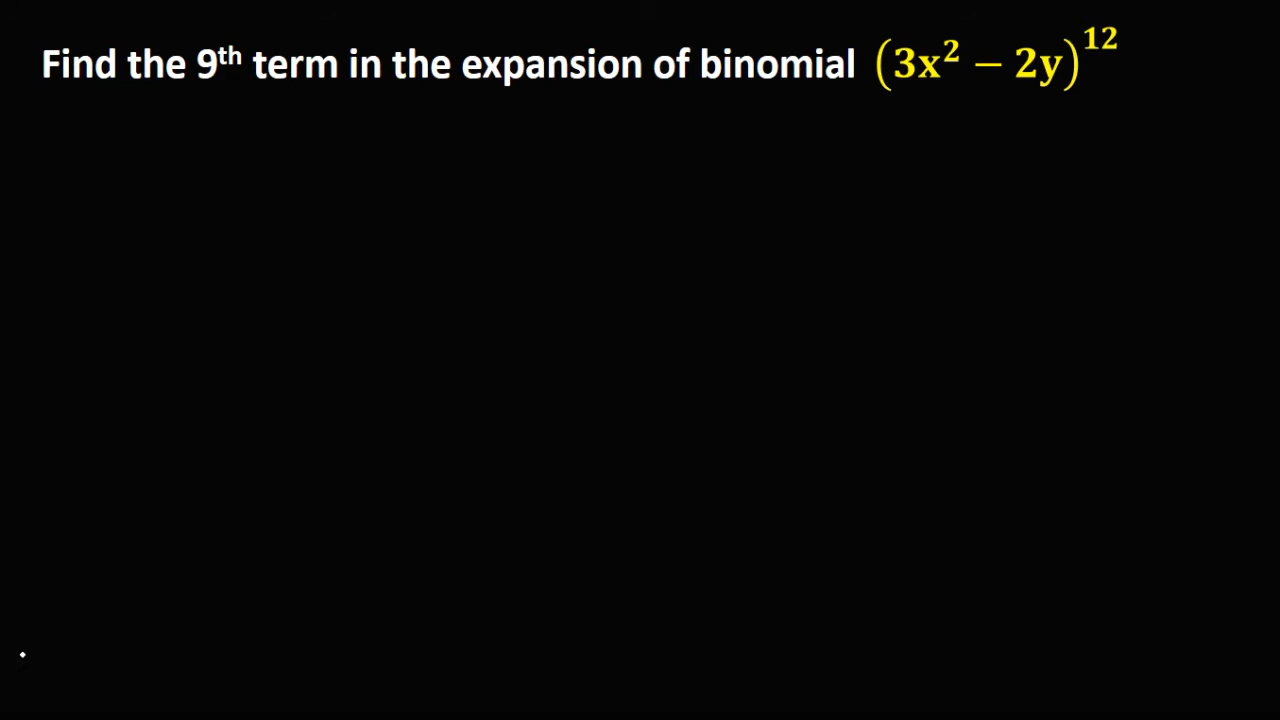 Find the 9ᵗʰ term in the expansion of binomial (3x² − 2y)¹²